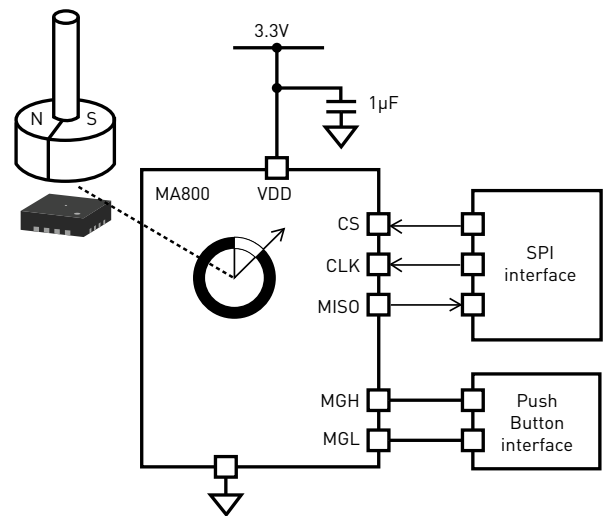 3.3V
1µF
N S
MA800
VDD
CS
CLK
MISO
SPI
interface
MGH
MGL
Push
Button
interface